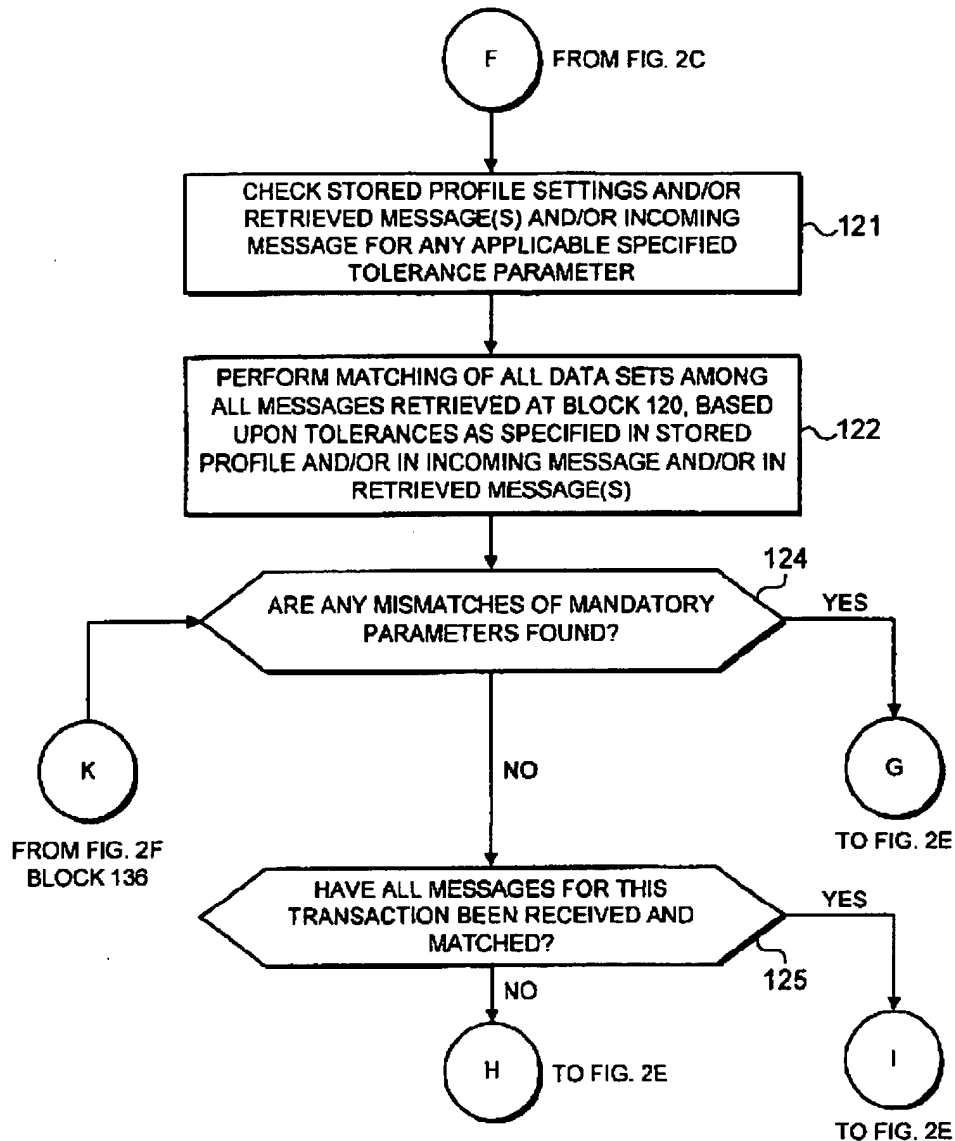 F
FROM FIG. 2C
CHECK STORED PROFILE SETTINGS AND/OR
RETRIEVED MESSAGE(S) AND/OR INCOMING
MESSAGE FOR ANY APPLICABLE SPECIFIED
TOLERANCE PARAMETER
121
PERFORM MATCHING OF ALL DATA SETS AMONG
ALL MESSAGES RETRIEVED AT BLOCK 120, BASED
UPON TOLERANCES AS SPECIFIED IN STORED
PROFILE AND/OR IN INCOMING MESSAGE AND/OR IN
RETRIEVED MESSAGE(S)
122
124
ARE ANY MISMATCHES OF MANDATORY
PARAMETERS FOUND?
YES
K
NO
G
FROM FIG. 2F
BLOCK 136
TO FIG. 2E
HAVE ALL MESSAGES FOR THIS
TRANSACTION BEEN RECEIVED AND
MATCHED?
YES
125
NO
H
TO FIG. 2E
I
TO FIG. 2E